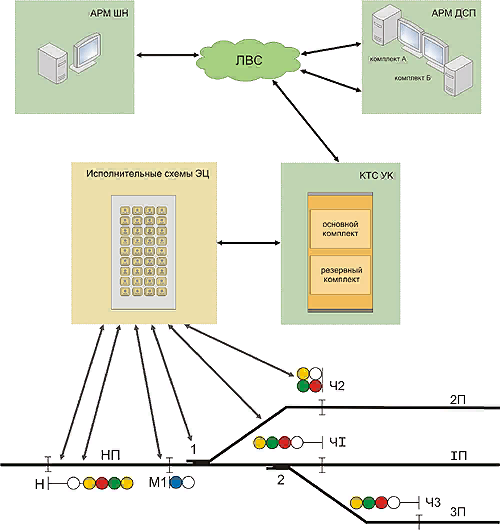 АРМ ШН
АРМ ДСП
ЛВС
комплект А
комплект Б
Исполнительные схемы ЭЦ
КТС УК
основной
комплект
резервный
комплект
Ч2
2П
1
НП
ЧI
IП
Н
М1
2
Ч3
3П